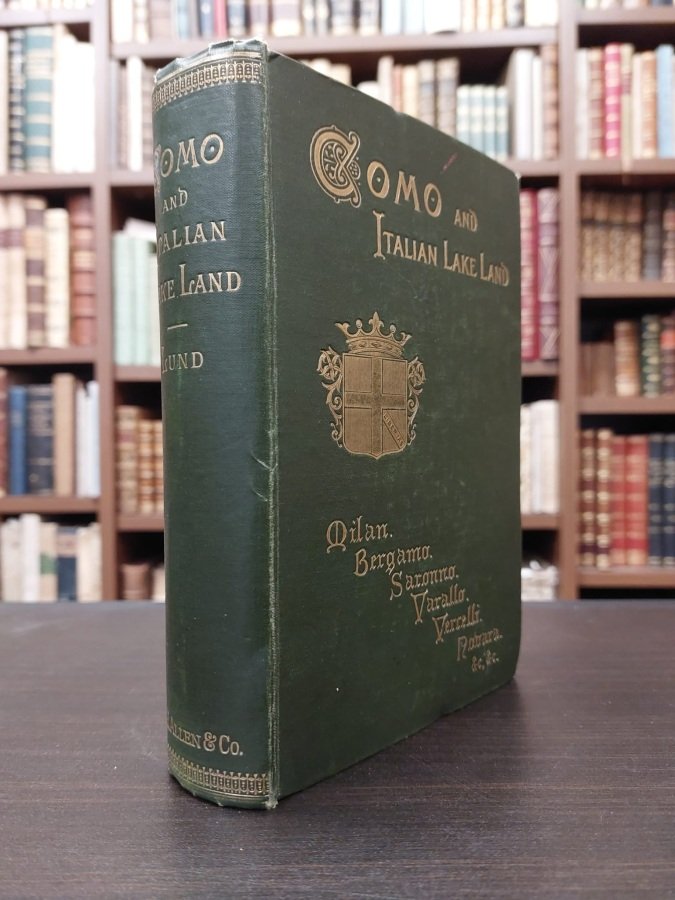 COMO
AND
ITALIAN
LAKE LAND
LUND
ALLEN & Co.
COMO AND
ITALIAN LAKE LAND
Milan.
Bergamo.
Saronno.
Varallo.
Vercelli.
Novara.
&c, &c.